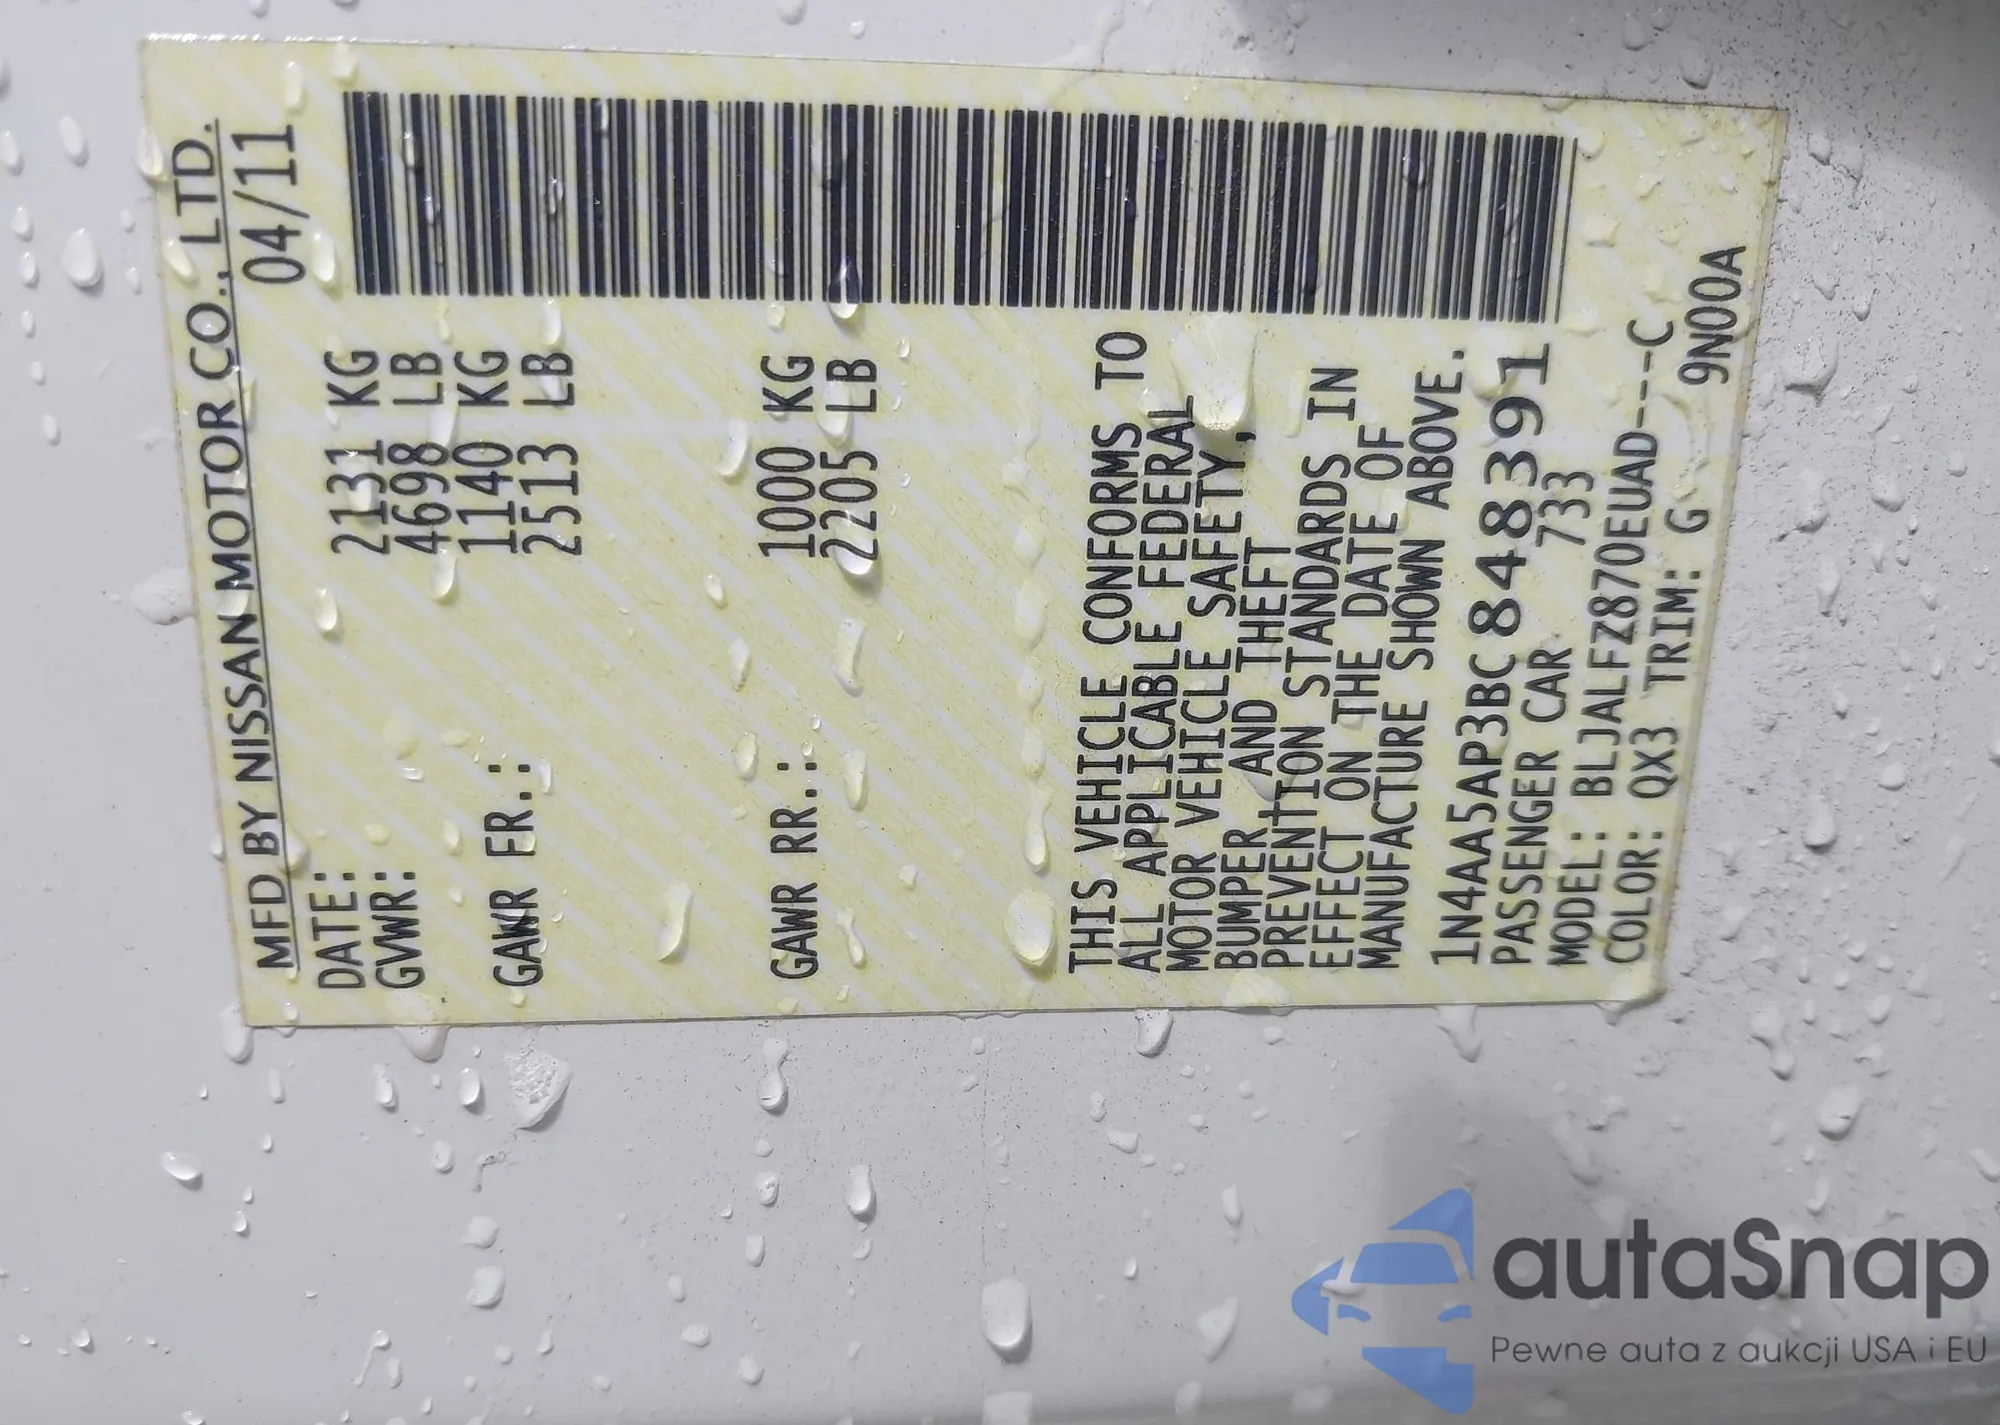 MFD BY NISSAN MOTOR CO., LTD.
DATE: 04/11
GVWR: 2131 KG
4698 LB
GAWR FR.: 1140 KG
2513 LB
GAWR RR.: 1000 KG
2205 LB
THIS VEHICLE CONFORMS TO
ALL APPLICABLE FEDERAL
MOTOR VEHICLE SAFETY,
BUMPER AND THEFT
PREVENTION STANDARDS IN
EFFECT ON THE DATE OF
MANUFACTURE SHOWN ABOVE.
1N4AA5AP3BC848391
PASSENGER CAR 733
MODEL: BLJALFZ870EUAD---C
COLOR: QX3 TRIM: G
9N00A
autaSnap
Pewne auta z aukcji USA i EU